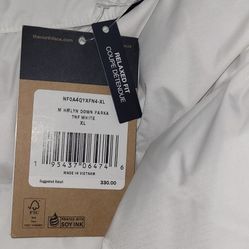 thenorthface.com
RELAXED FIT
COUPE DÉTENDUE
NF0A4QYXFN4-XL
M HMLYN DOWN PARKA
TNF WHITE
XL
1 95437 06474 6
MADE IN VIETNAM
Suggested Retail
330.00
FSC
PRINTED WITH
SOY INK